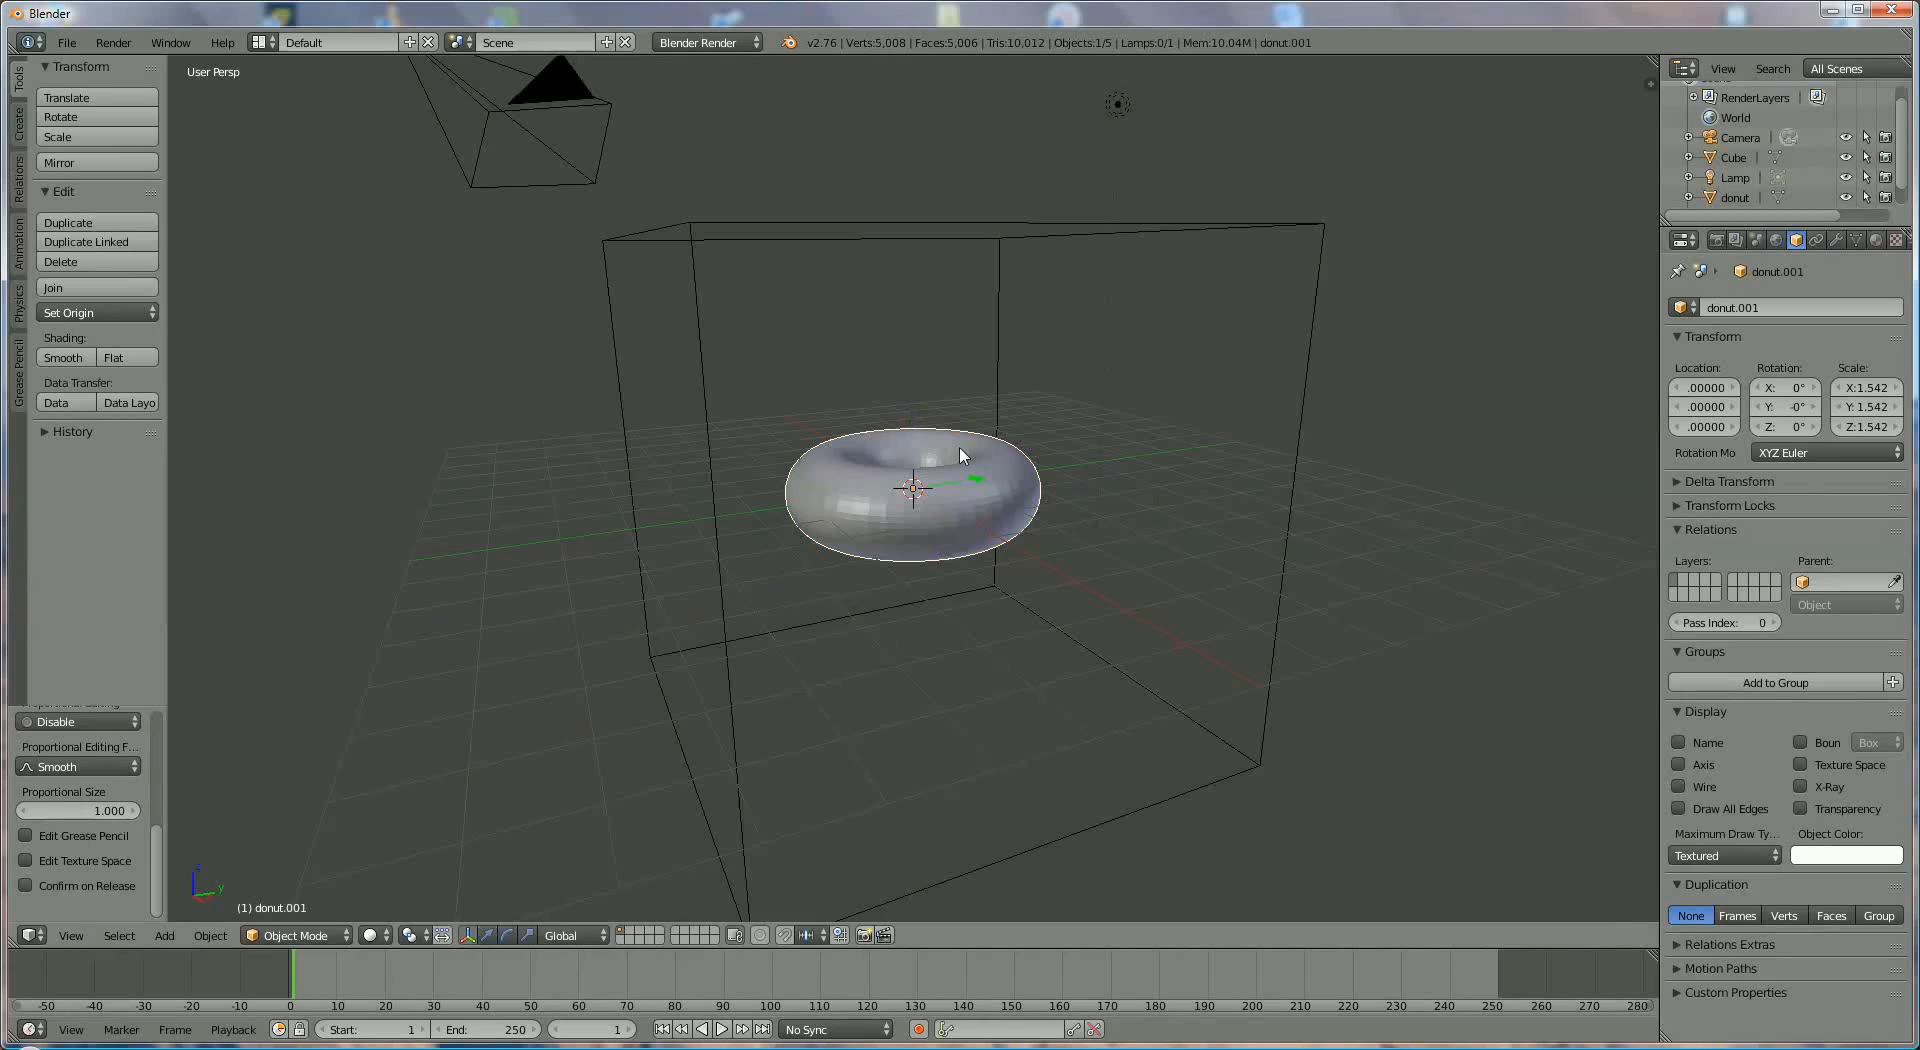 Blender
File Render Window Help Default Scene Blender Render v2.76 | Verts:5,008 | Faces:5,006 | Tris:10,012 | Objects:1/5 | Lamps:0/1 | Mem:10.04M | donut.001
Tools
Create
Relations
Animation
Physics
Grease Pencil
Transform
Translate
Rotate
Scale
Mirror
Edit
Duplicate
Duplicate Linked
Delete
Join
Set Origin
Shading:
Smooth Flat
Data Transfer:
Data Data Layo
History
Disable
Proportional Editing F...
Smooth
Proportional Size
1.000
Edit Grease Pencil
Edit Texture Space
Confirm on Release
User Persp
z
y
(1) donut.001
View Select Add Object Object Mode Global
-50 -40 -30 -20 -10 0 10 20 30 40 50 60 70 80 90 100 110 120 130 140 150 160 170 180 190 200 210 220 230 240 250 260 270 280
View Marker Frame Playback Start: 1 End: 250 1 No Sync
View Search All Scenes
RenderLayers
World
Camera
Cube
Lamp
donut
donut.001
donut.001
Transform
Location: Rotation: Scale:
.00000 X: 0° X:1.542
.00000 Y: -0° Y: 1.542
.00000 Z: 0° Z:1.542
Rotation Mo XYZ Euler
Delta Transform
Transform Locks
Relations
Layers: Parent:
Object
Pass Index: 0
Groups
Add to Group
Display
Name Boun Box
Axis Texture Space
Wire X-Ray
Draw All Edges Transparency
Maximum Draw Ty... Object Color:
Textured
Duplication
None Frames Verts Faces Group
Relations Extras
Motion Paths
Custom Properties